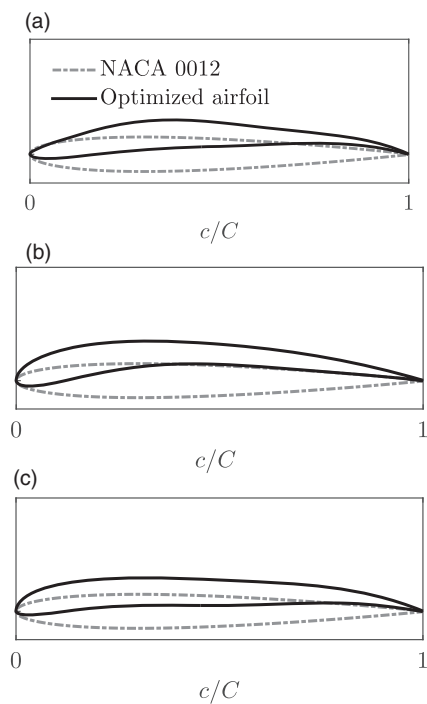 (a)
NACA 0012
Optimized airfoil
0 1
c/C
(b)
0 1
c/C
(c)
0 1
c/C